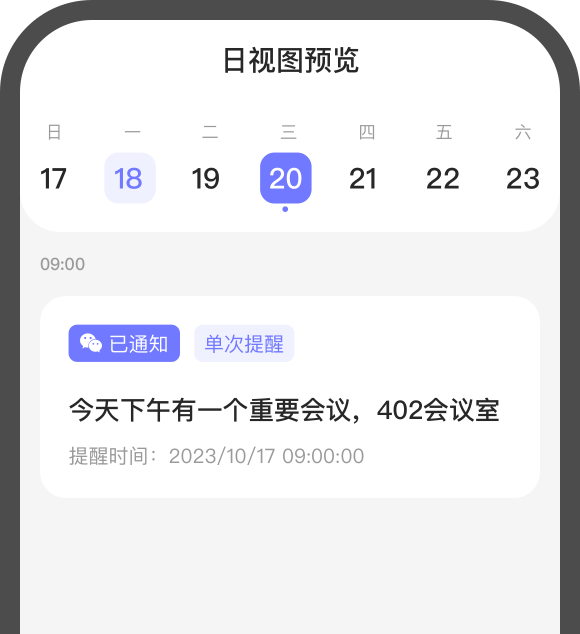 日视图预览
日 一 二 三 四 五 六
17 18 19 20 21 22 23
09:00
已通知 单次提醒
今天下午有一个重要会议，402会议室
提醒时间：2023/10/17 09:00:00